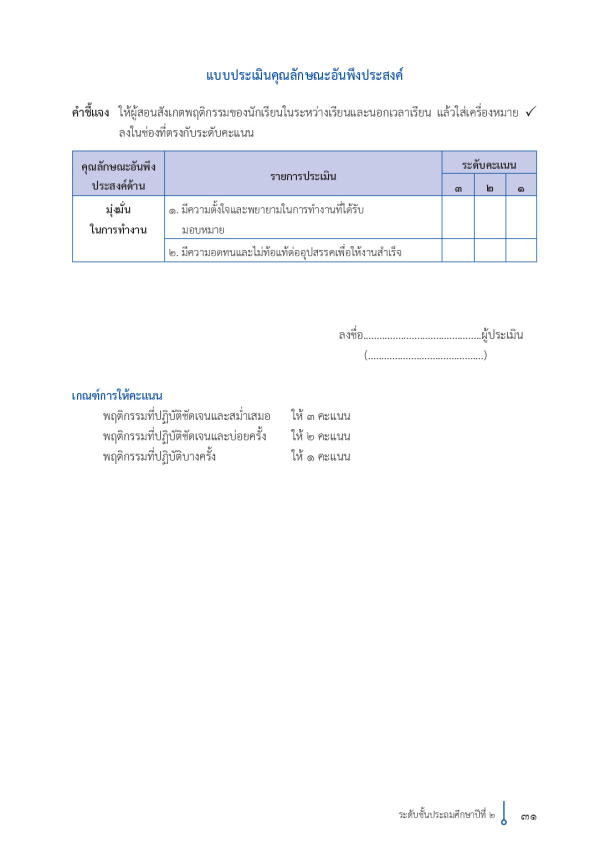 แบบประเมินคุณลักษณะอันพึงประสงค์
คำชี้แจง ให้ผู้สอนสังเกตพฤติกรรมของนักเรียนในระหว่างเรียนและนอกเวลาเรียน แล้วใส่เครื่องหมาย ✓
ลงในช่องที่ตรงกับระดับคะแนน
คุณลักษณะอันพึง
ประสงค์ด้าน
รายการประเมิน
ระดับคะแนน
๓ ๒ ๑
มุ่งมั่น
ในการทำงาน
๑. มีความตั้งใจและพยายามในการทำงานที่ได้รับ
มอบหมาย
๒. มีความอดทนและไม่ท้อแท้ต่ออุปสรรคเพื่อให้งานสำเร็จ
ลงชื่อ............................................ผู้ประเมิน
(...........................................)
เกณฑ์การให้คะแนน
พฤติกรรมที่ปฏิบัติชัดเจนและสม่ำเสมอ ให้ ๓ คะแนน
พฤติกรรมที่ปฏิบัติชัดเจนและบ่อยครั้ง ให้ ๒ คะแนน
พฤติกรรมที่ปฏิบัติบางครั้ง ให้ ๑ คะแนน
ระดับชั้นประถมศึกษาปีที่ ๒ ๓๑